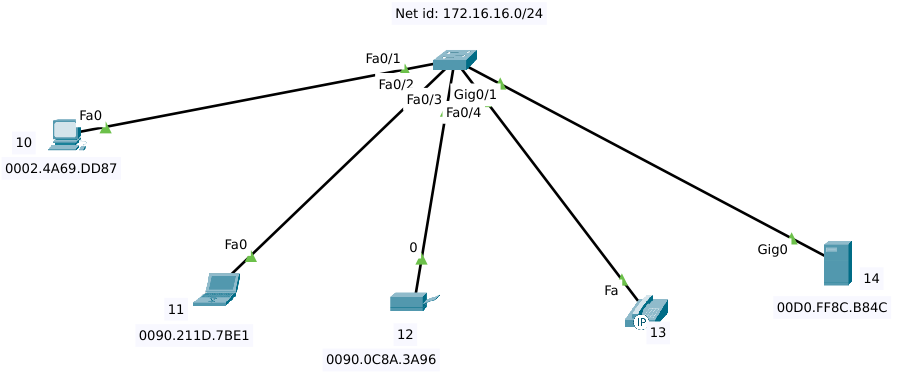 Net id: 172.16.16.0/24
Fa0/1
Fa0/2
Fa0/3
Gig0/1
Fa0/4
Fa0
10
0002.4A69.DD87
Fa0
11
0090.211D.7BE1
0
12
0090.0C8A.3A96
Fa
IP
13
Gig0
14
00D0.FF8C.B84C